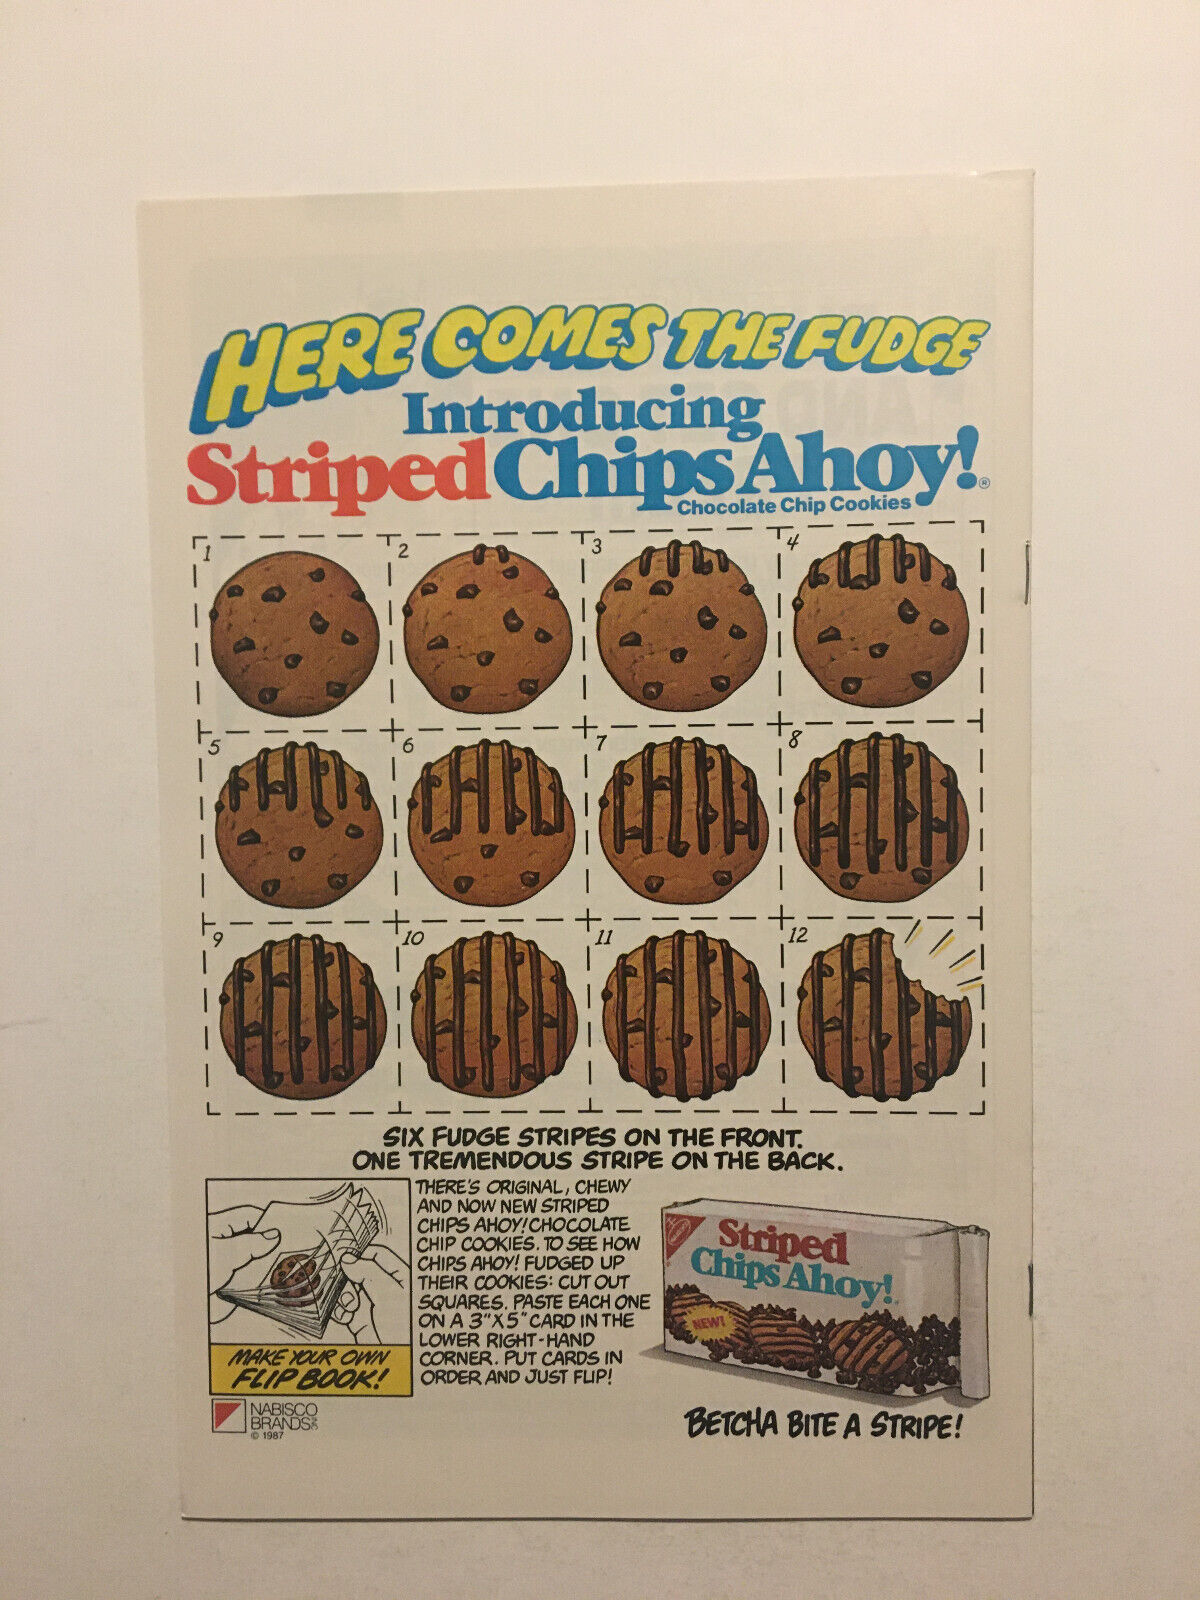 HERE COMES THE FUDGE
Introducing
Striped Chips Ahoy!®
Chocolate Chip Cookies
1
2
3
4
5
6
7
8
9
10
11
12
SIX FUDGE STRIPES ON THE FRONT.
ONE TREMENDOUS STRIPE ON THE BACK.
THERE'S ORIGINAL, CHEWY
AND NOW NEW STRIPED
CHIPS AHOY! CHOCOLATE
CHIP COOKIES. TO SEE HOW
CHIPS AHOY! FUDGED UP
THEIR COOKIES: CUT OUT
SQUARES. PASTE EACH ONE
ON A 3"X5" CARD IN THE
LOWER RIGHT-HAND
CORNER. PUT CARDS IN
ORDER AND JUST FLIP!
MAKE YOUR OWN
FLIP BOOK!
NABISCO
BRANDS INC
© 1987
NABISCO
Striped
Chips Ahoy!
NEW!
BETCHA BITE A STRIPE!